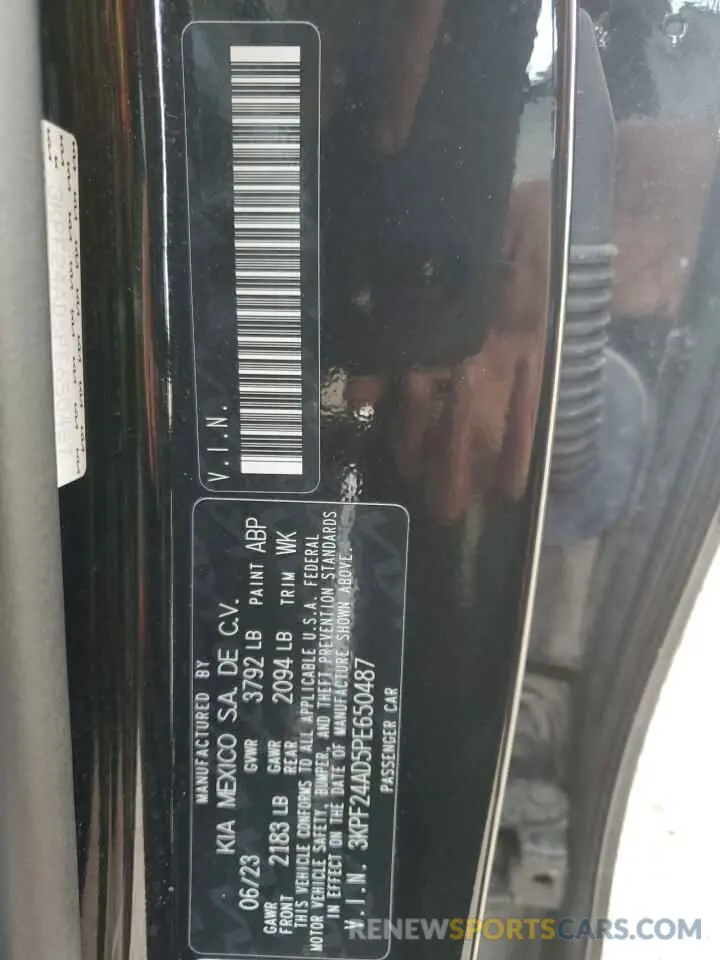 V.I.N.
MANUFACTURED BY
KIA MEXICO S.A. DE C.V.
06/23 GVWR 3792 LB PAINT ABP
GAWR FRONT 2183 LB GAWR REAR 2094 LB TRIM WK
THIS VEHICLE CONFORMS TO ALL APPLICABLE U.S.A. FEDERAL
MOTOR VEHICLE SAFETY, BUMPER, AND THEFT PREVENTION STANDARDS
IN EFFECT ON THE DATE OF MANUFACTURE SHOWN ABOVE.
V.I.N. 3KPF24AD5PE650487
PASSENGER CAR
RENEWSPORTSCARS.COM